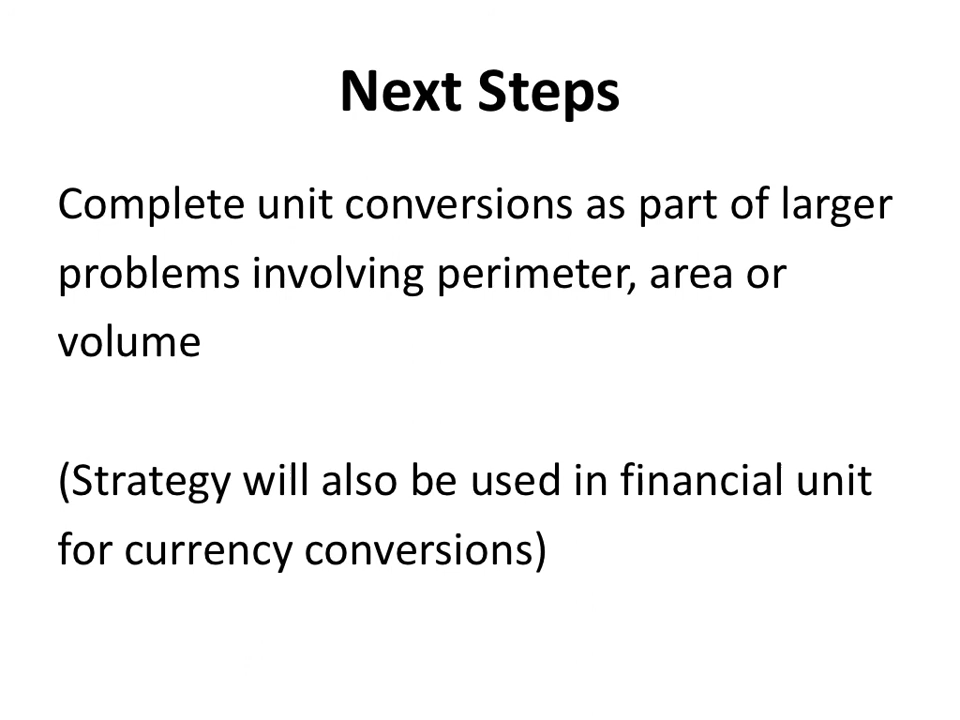 Next Steps
Complete unit conversions as part of larger
problems involving perimeter, area or
volume
(Strategy will also be used in financial unit
for currency conversions)